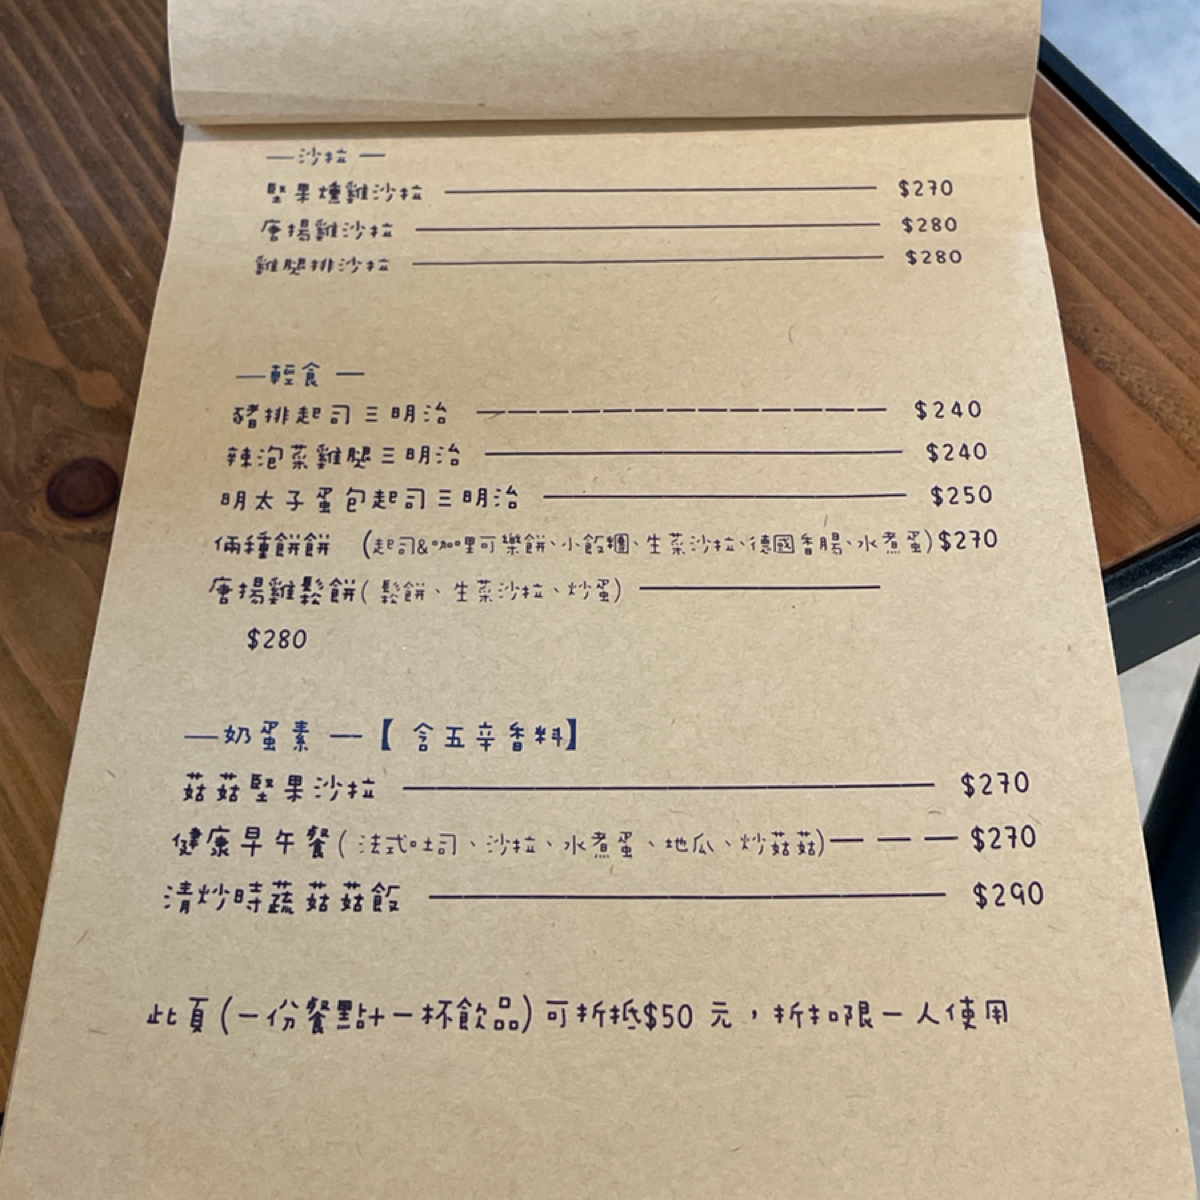 —沙拉—
堅果燻雞沙拉 $270
唐揚雞沙拉 $280
雞腿排沙拉 $280
—輕食—
豬排起司三明治 $240
辣泡菜雞腿三明治 $240
明太子蛋包起司三明治 $250
倆種餅餅 (起司&咖哩可樂餅、小飯糰、生菜沙拉、德國香腸、水煮蛋) $270
唐揚雞鬆餅(鬆餅、生菜沙拉、炒蛋)
$280
—奶蛋素—【含五辛香料】
菇菇堅果沙拉 $270
健康早午餐(法式吐司、沙拉、水煮蛋、地瓜、炒菇菇) $270
清炒時蔬菇菇飯 $290
此頁(一份餐點+一杯飲品)可折抵$50元，折扣限一人使用